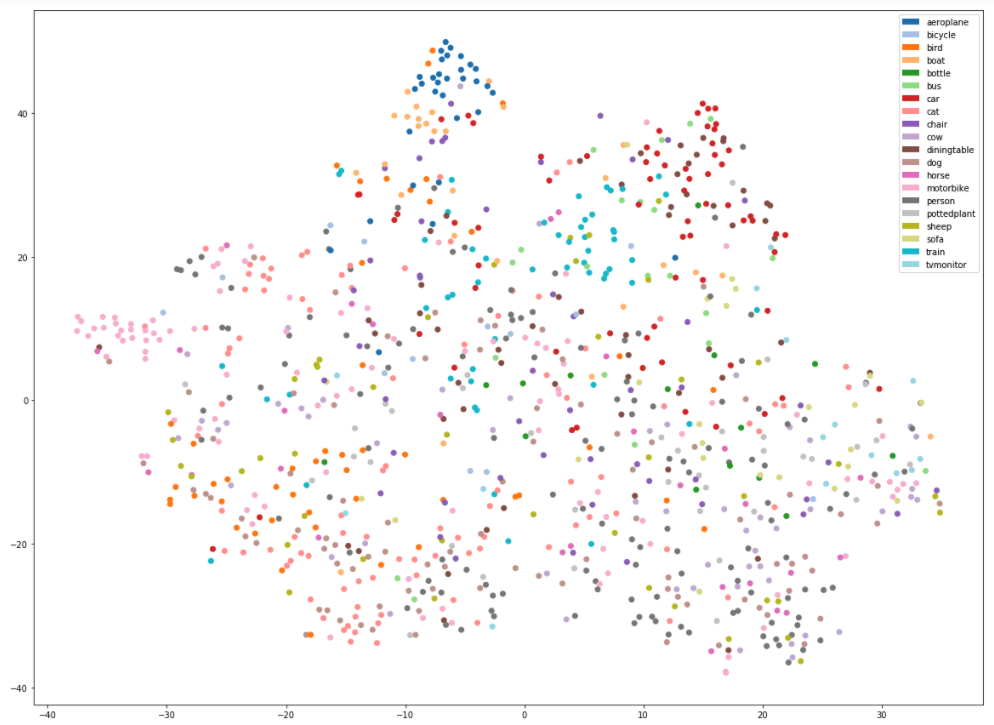 aeroplane
bicycle
bird
boat
bottle
bus
car
cat
chair
cow
diningtable
dog
horse
motorbike
person
pottedplant
sheep
sofa
train
tvmonitor
40
20
0
−20
−40
−40 −30 −20 −10 0 10 20 30